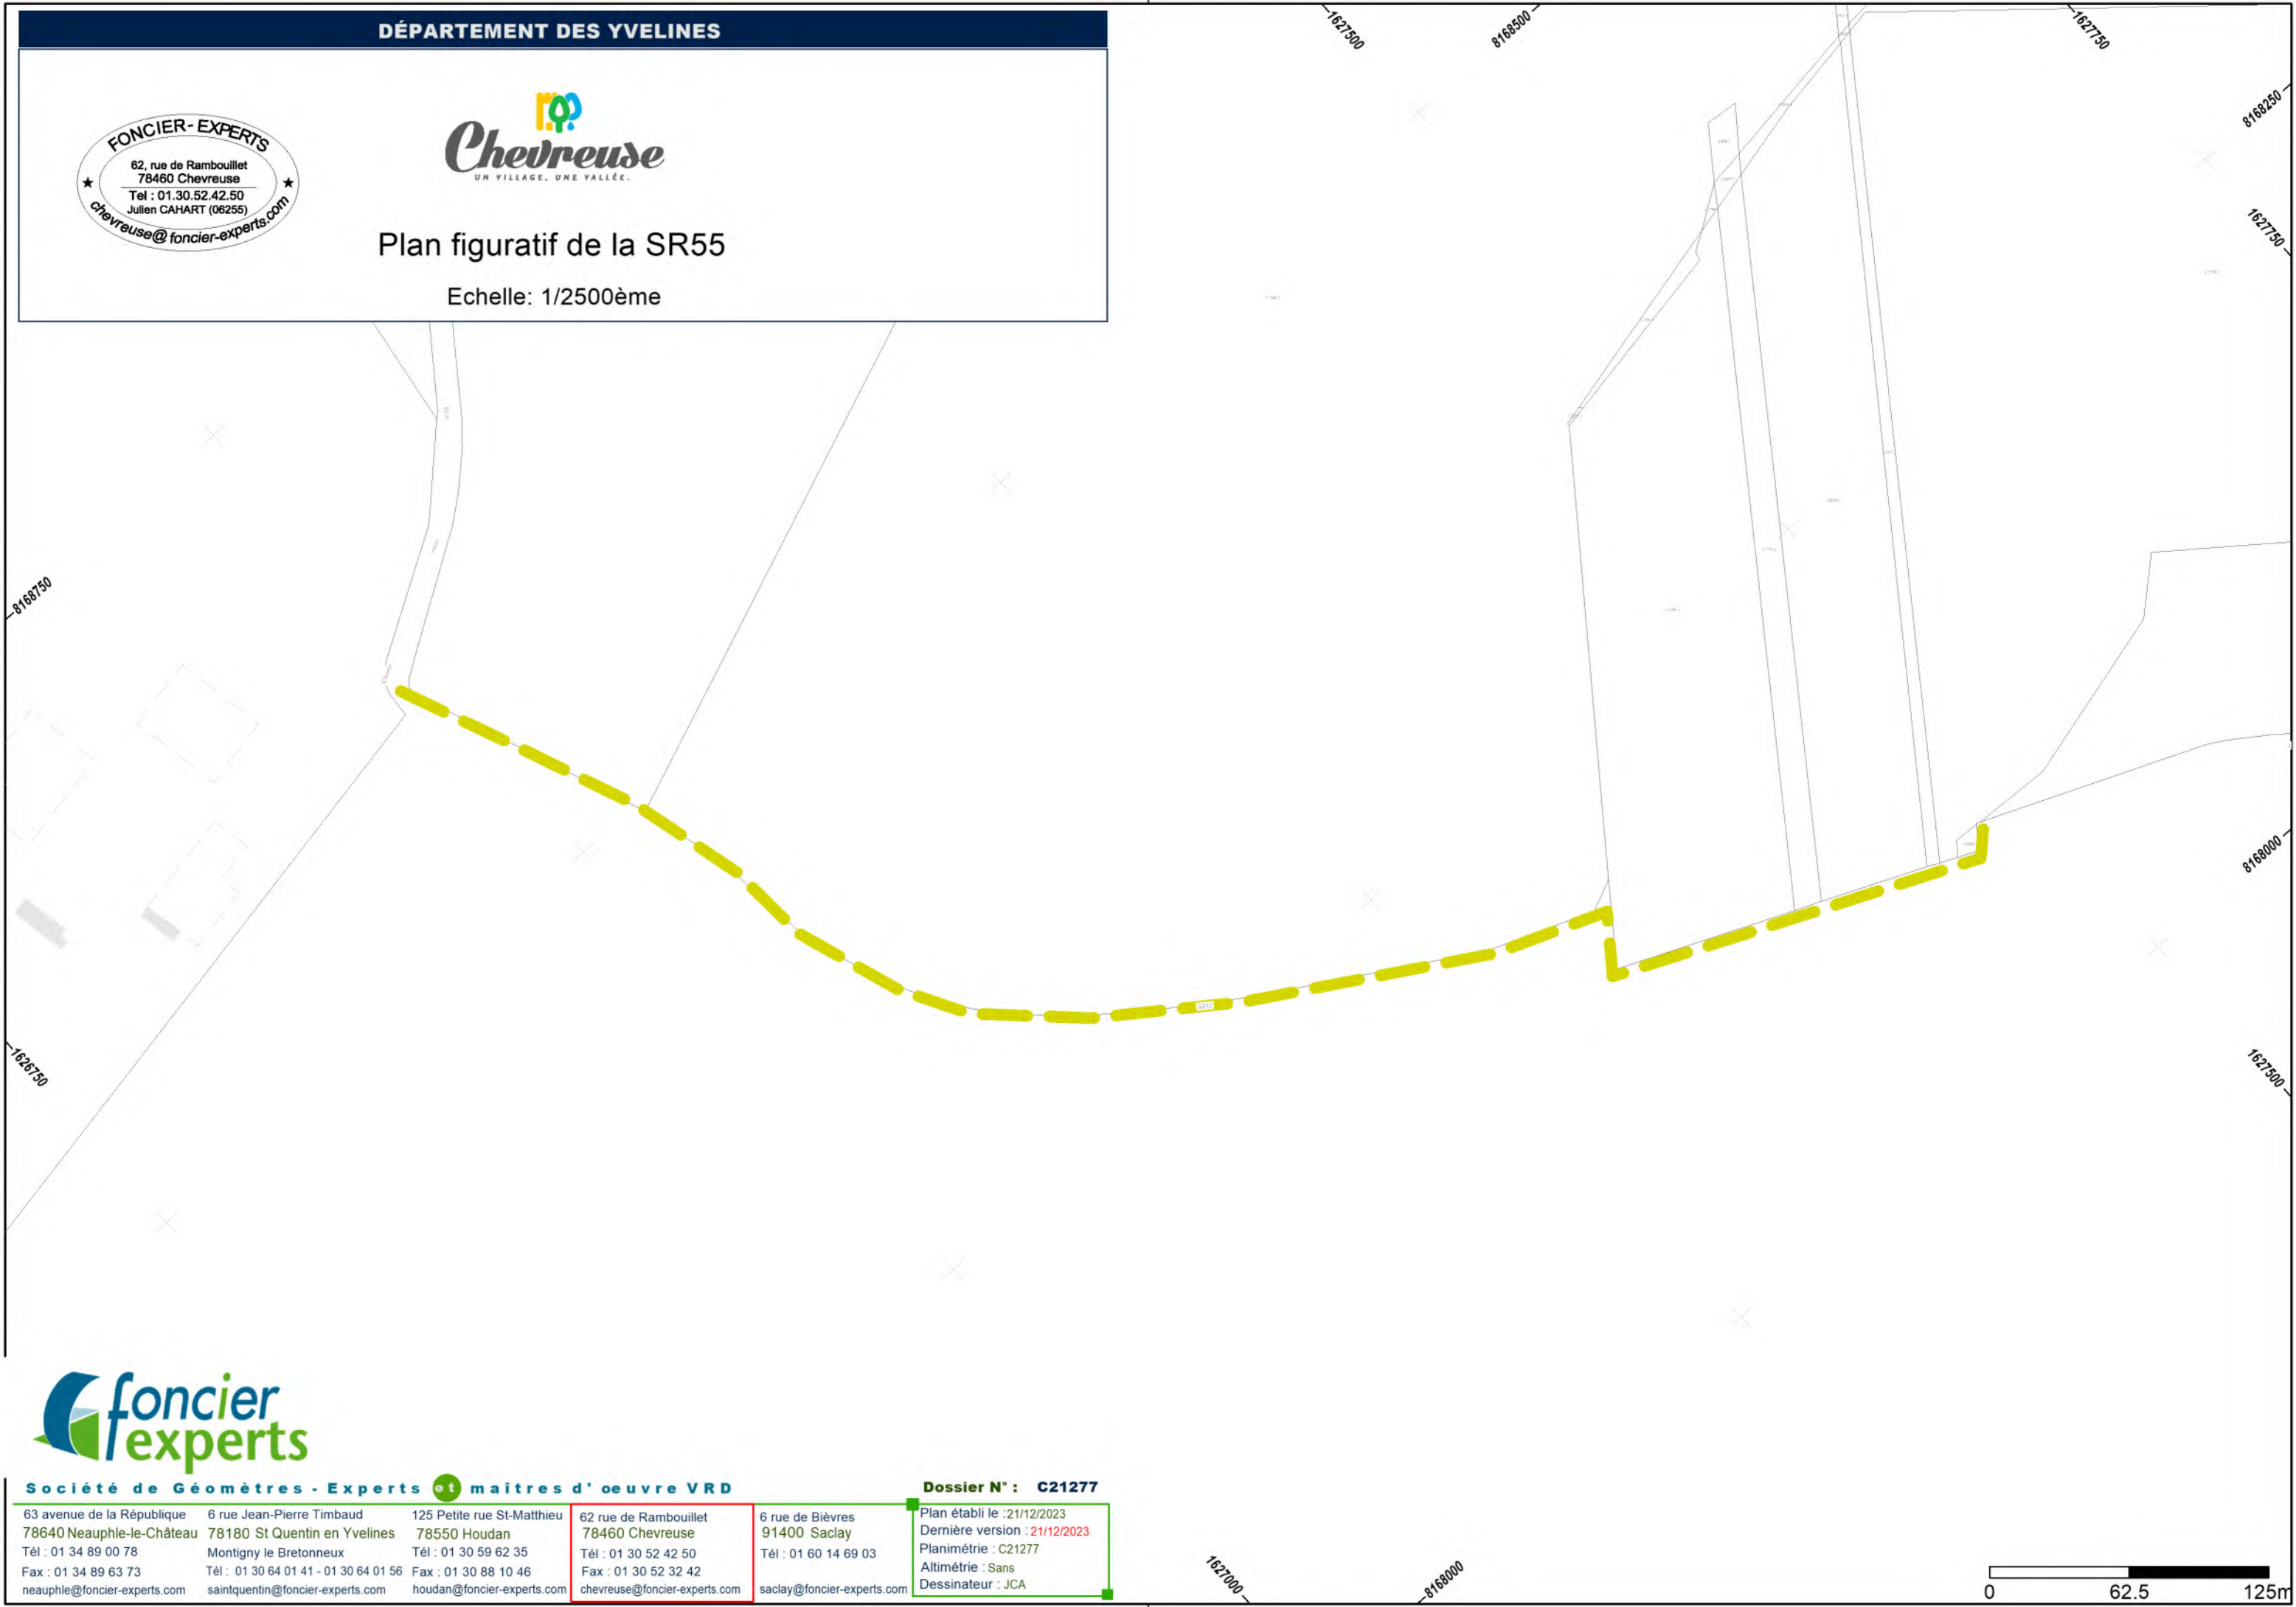 DÉPARTEMENT DES YVELINES
FONCIER-EXPERTS
62, rue de Rambouillet
78460 Chevreuse
Tel : 01.30.52.42.50
Julien CAHART (06255)
chevreuse@foncier-experts.com
Chevreuse
UN VILLAGE, UNE VALLÉE.
Plan figuratif de la SR55
Echelle: 1/2500ème
1627500
8168500
1627750
8168250
1627750
8168750
8168000
1626750
1627500
1627000
8168000
0 62.5 125m
foncier
experts
Société de Géomètres - Experts et maîtres d'oeuvre VRD
63 avenue de la République
78640 Neauphle-le-Château
Tél : 01 34 89 00 78
Fax : 01 34 89 63 73
neauphle@foncier-experts.com
6 rue Jean-Pierre Timbaud
78180 St Quentin en Yvelines
Montigny le Bretonneux
Tél : 01 30 64 01 41 - 01 30 64 01 56
saintquentin@foncier-experts.com
125 Petite rue St-Matthieu
78550 Houdan
Tél : 01 30 59 62 35
Fax : 01 30 88 10 46
houdan@foncier-experts.com
62 rue de Rambouillet
78460 Chevreuse
Tél : 01 30 52 42 50
Fax : 01 30 52 32 42
chevreuse@foncier-experts.com
6 rue de Bièvres
91400 Saclay
Tél : 01 60 14 69 03
saclay@foncier-experts.com
Dossier N° : C21277
Plan établi le :21/12/2023
Dernière version : 21/12/2023
Planimétrie : C21277
Altimétrie : Sans
Dessinateur : JCA